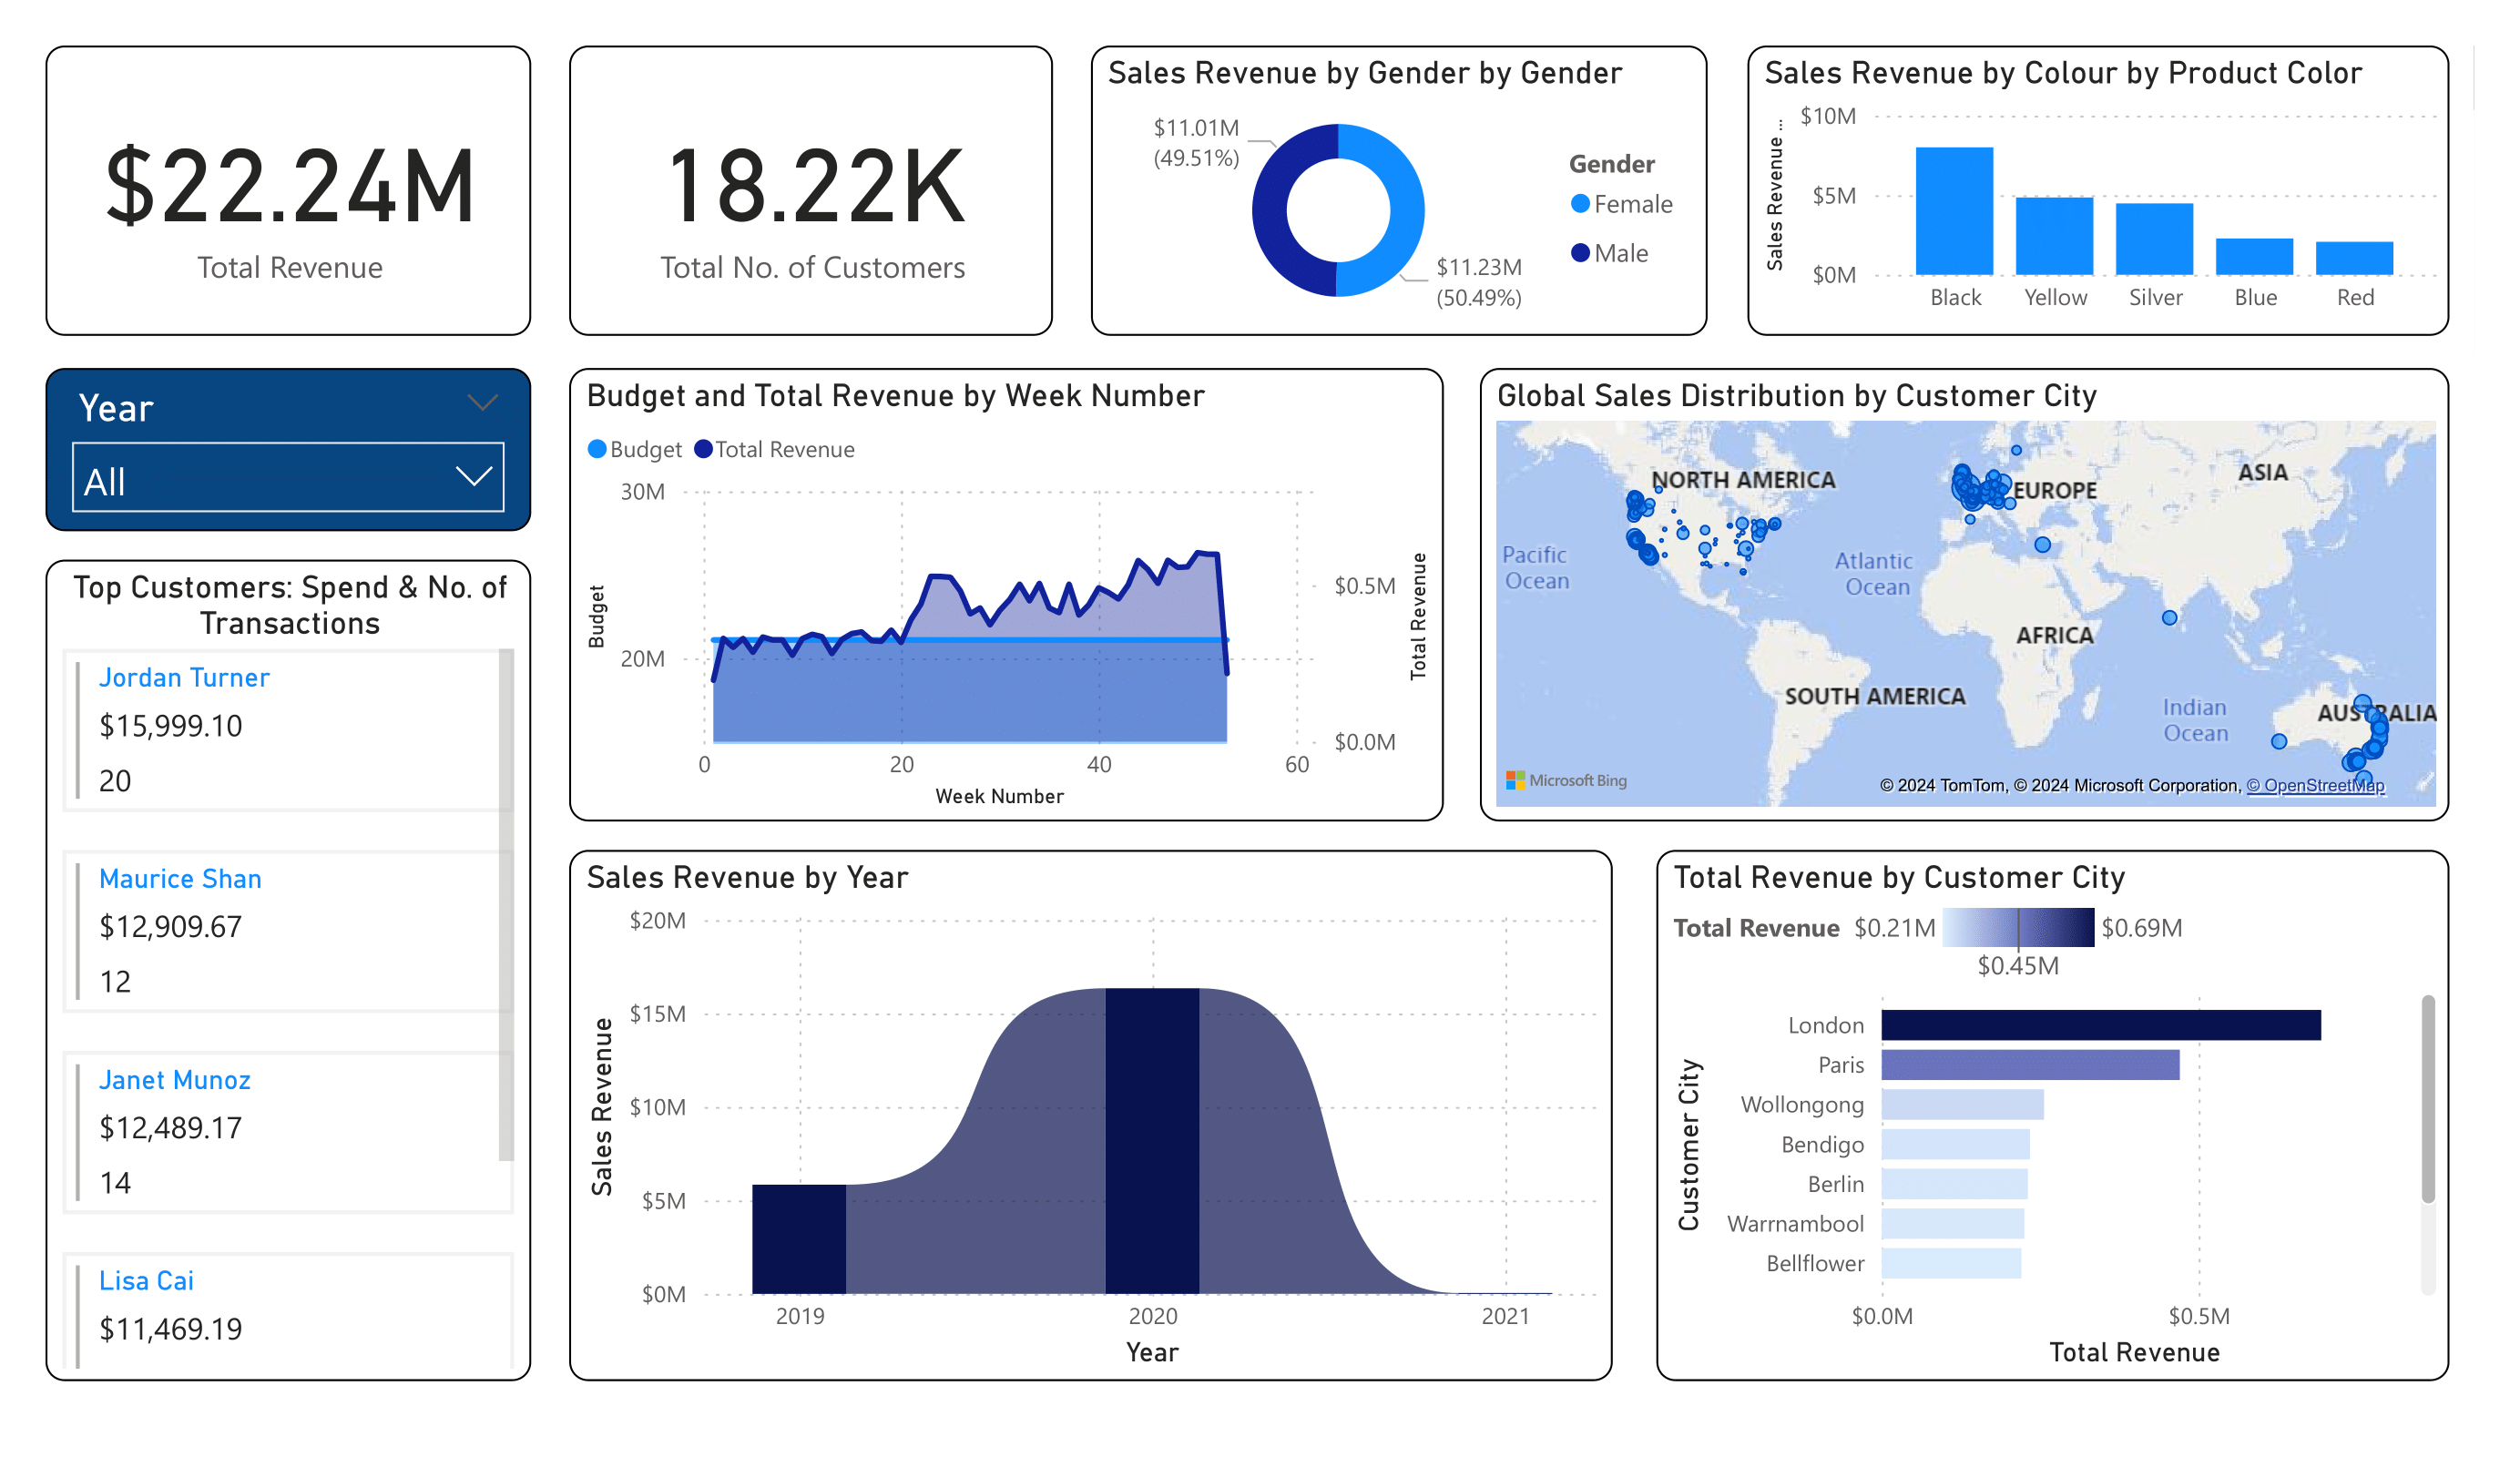 $22.24M
Total Revenue
18.22K
Total No. of Customers
Sales Revenue by Gender by Gender
$11.01M
(49.51%)
$11.23M
(50.49%)
Gender
Female
Male
Sales Revenue by Colour by Product Color
Sales Revenue ...
$10M
$5M
$0M
Black
Yellow
Silver
Blue
Red
Year
All
Top Customers: Spend & No. of
Transactions
Jordan Turner
$15,999.10
20
Maurice Shan
$12,909.67
12
Janet Munoz
$12,489.17
14
Lisa Cai
$11,469.19
Budget and Total Revenue by Week Number
Budget
Total Revenue
30M
20M
Budget
$0.5M
$0.0M
Total Revenue
0
20
40
60
Week Number
Global Sales Distribution by Customer City
NORTH AMERICA
EUROPE
ASIA
Pacific
Ocean
Atlantic
Ocean
AFRICA
SOUTH AMERICA
Indian
Ocean
AUSTRALIA
Microsoft Bing
© 2024 TomTom, © 2024 Microsoft Corporation, © OpenStreetMap
Sales Revenue by Year
Sales Revenue
$20M
$15M
$10M
$5M
$0M
2019
2020
2021
Year
Total Revenue by Customer City
Total Revenue
$0.21M
$0.69M
$0.45M
Customer City
London
Paris
Wollongong
Bendigo
Berlin
Warrnambool
Bellflower
$0.0M
$0.5M
Total Revenue